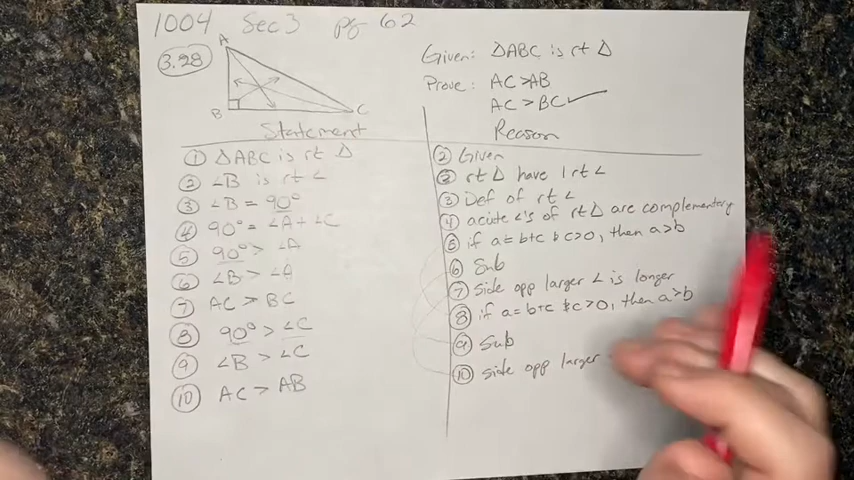 1004 Sec 3 pg 62
3.28
A
B
C
Given: △ABC is rt △
Prove: AC > AB
AC > BC ✓
Statement
Reason
① △ABC is rt △
② Given
② ∠B is rt ∠
② rt △ have 1 rt ∠
③ ∠B = 90°
③ Def of rt ∠
④ 90° = ∠A + ∠C
④ acute ∠'s of rt △ are complementary
⑤ 90° > ∠A
⑤ if a = b+c & c>0, then a>b
⑥ ∠B > ∠A
⑥ Sub
⑦ AC > BC
⑦ Side opp larger ∠ is longer
⑧ 90° > ∠C
⑧ if a = b+c & c>0, then a>b
⑨ ∠B > ∠C
⑨ Sub
⑩ AC > AB
⑩ side opp larger